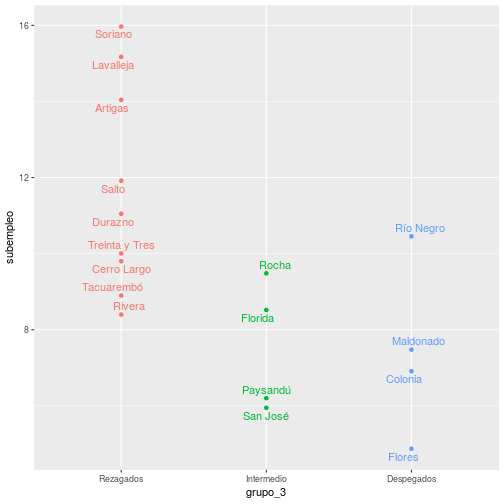 subempleo
16
12
8
Soriano
Lavalleja
Artigas
Salto
Durazno
Treinta y Tres
Cerro Largo
Tacuarembó
Rivera
Rocha
Florida
Paysandú
San José
Río Negro
Maldonado
Colonia
Flores
Rezagados
Intermedio
Despegados
grupo_3